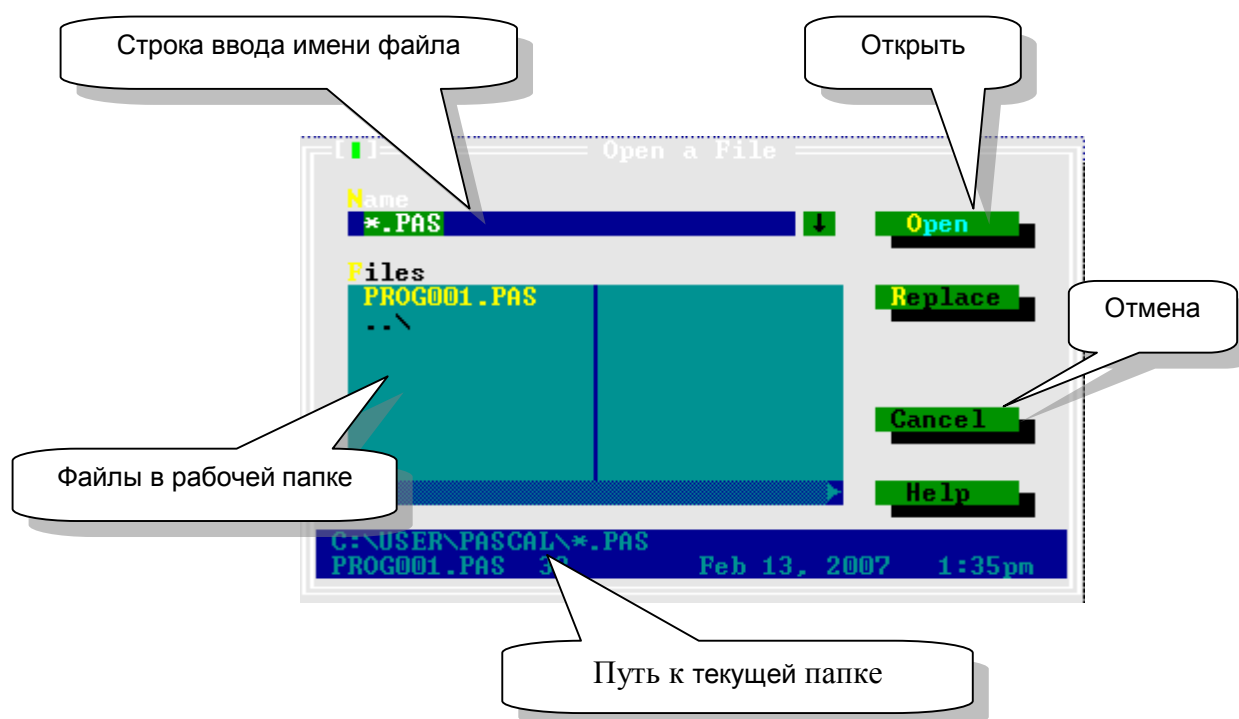 Строка ввода имени файла
Открыть
Open a File
Name
*.PAS
Open
Files
PROG001.PAS
Replace
..\
Отмена
Cancel
Файлы в рабочей папке
Help
C:\USER\PASCAL\*.PAS
PROG001.PAS Feb 13, 2007 1:35pm
Путь к текущей папке